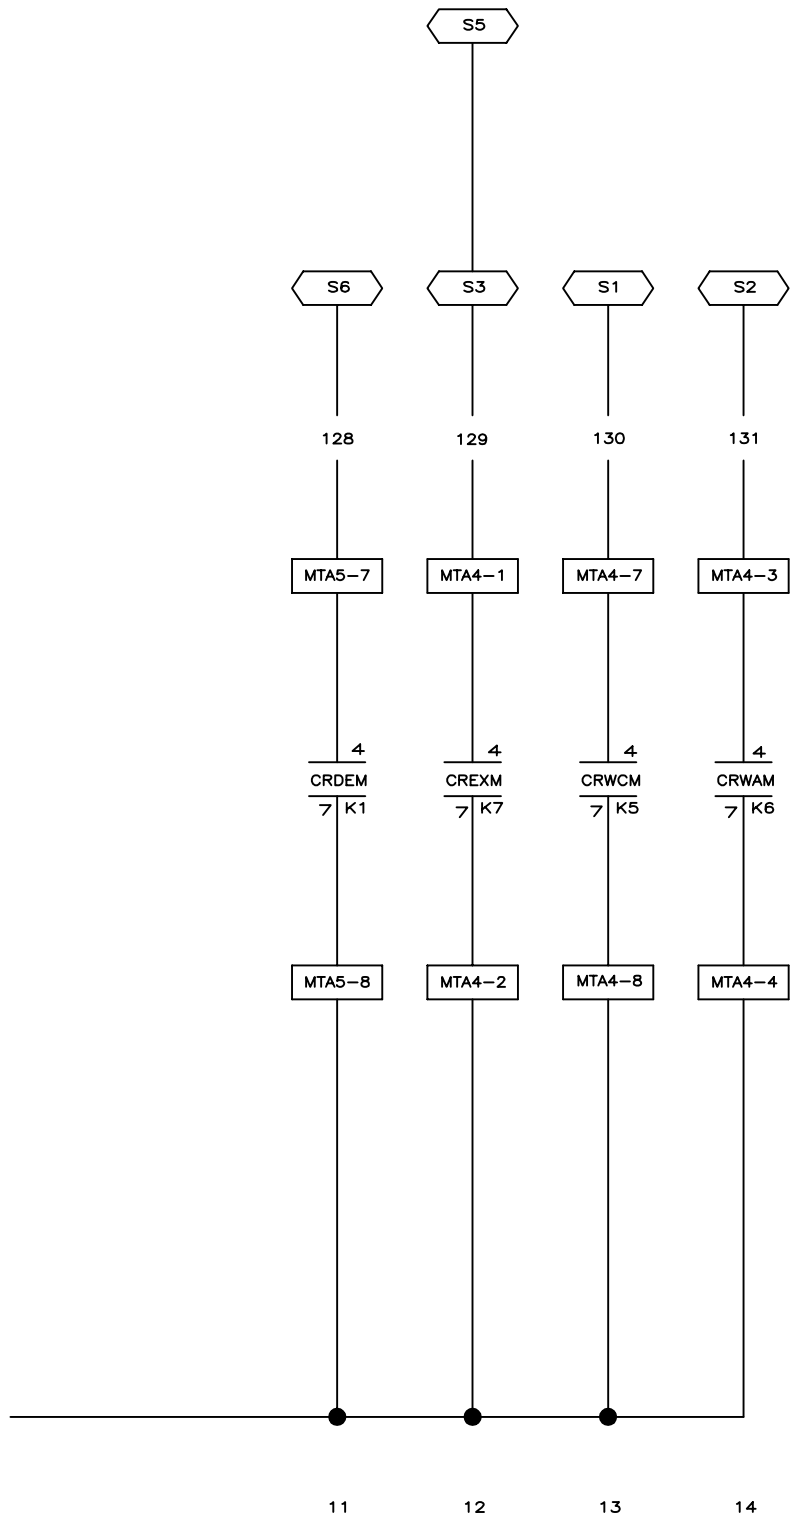 S5
S6 S3 S1 S2
128 129 130 131
MTA5-7 MTA4-1 MTA4-7 MTA4-3
4 4 4 4
CRDEM CREXM CRWCM CRWAM
7 K1 7 K7 7 K5 7 K6
MTA5-8 MTA4-2 MTA4-8 MTA4-4
11 12 13 14